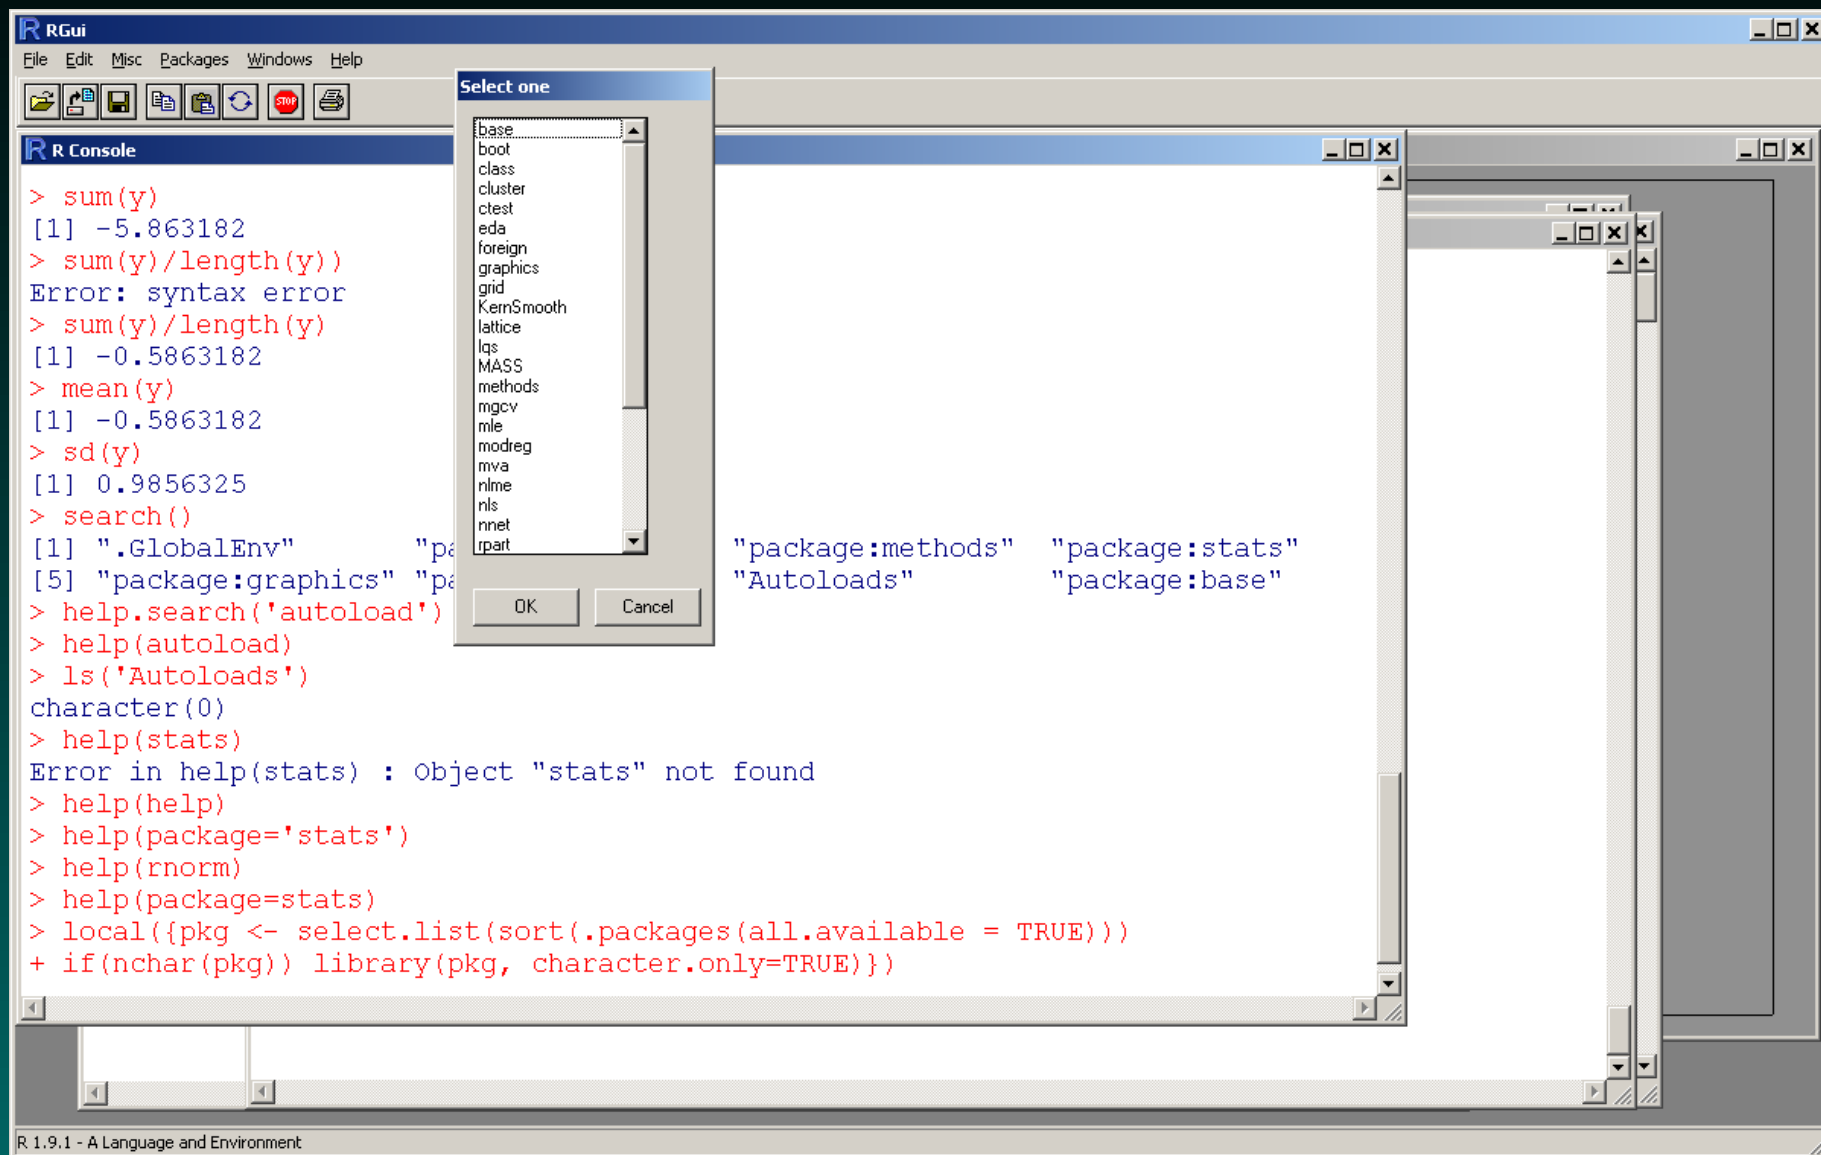 RGui
File Edit Misc Packages Windows Help
STOP
Select one
base
boot
class
cluster
ctest
eda
foreign
graphics
grid
KernSmooth
lattice
lqs
MASS
methods
mgcv
mle
modreg
mva
nlme
nls
nnet
rpart
OK Cancel
R Console
> sum(y)
[1] -5.863182
> sum(y)/length(y))
Error: syntax error
> sum(y)/length(y)
[1] -0.5863182
> mean(y)
[1] -0.5863182
> sd(y)
[1] 0.9856325
> search()
[1] ".GlobalEnv" "pa "package:methods" "package:stats"
[5] "package:graphics" "pa "Autoloads" "package:base"
> help.search('autoload')
> help(autoload)
> ls('Autoloads')
character(0)
> help(stats)
Error in help(stats) : Object "stats" not found
> help(help)
> help(package='stats')
> help(rnorm)
> help(package=stats)
> local({pkg <- select.list(sort(.packages(all.available = TRUE)))
+ if(nchar(pkg)) library(pkg, character.only=TRUE)})
R 1.9.1 - A Language and Environment